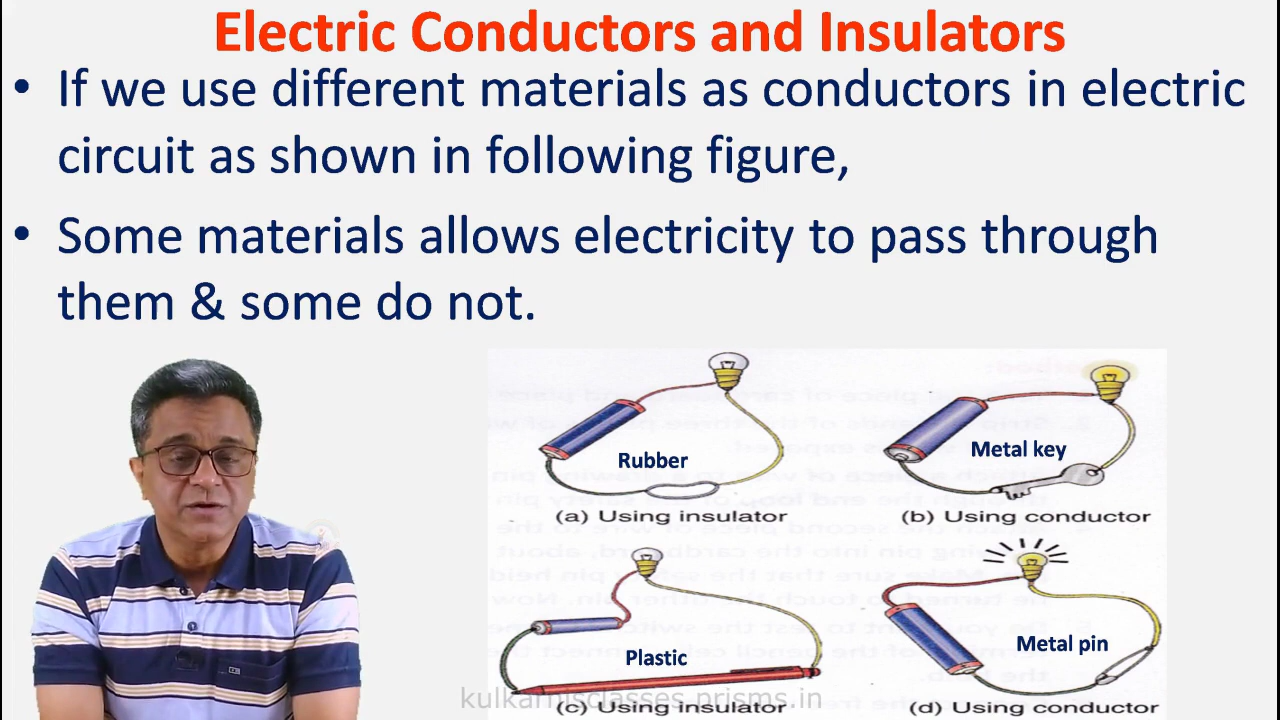 Electric Conductors and Insulators
• If we use different materials as conductors in electric
circuit as shown in following figure,
• Some materials allows electricity to pass through
them & some do not.
Rubber
(a) Using insulator
Metal key
(b) Using conductor
Plastic
(c) Using insulator
Metal pin
(d) Using conductor
kulkarnisclasses.prisms.in